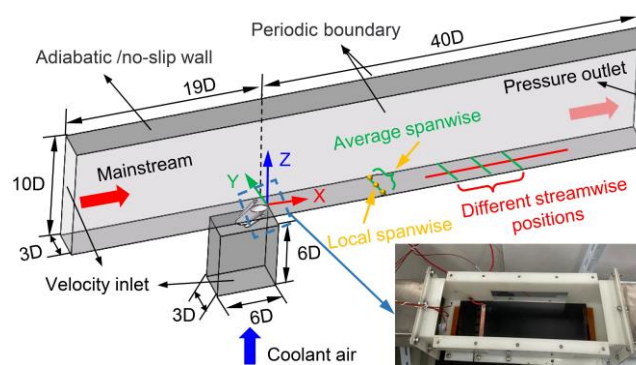 Periodic boundary
40D
Adiabatic /no-slip wall
19D
Pressure outlet
Average spanwise
Mainstream
Z
Y
X
10D
Different streamwise
positions
Local spanwise
3D
6D
Velocity inlet
3D
6D
Coolant air